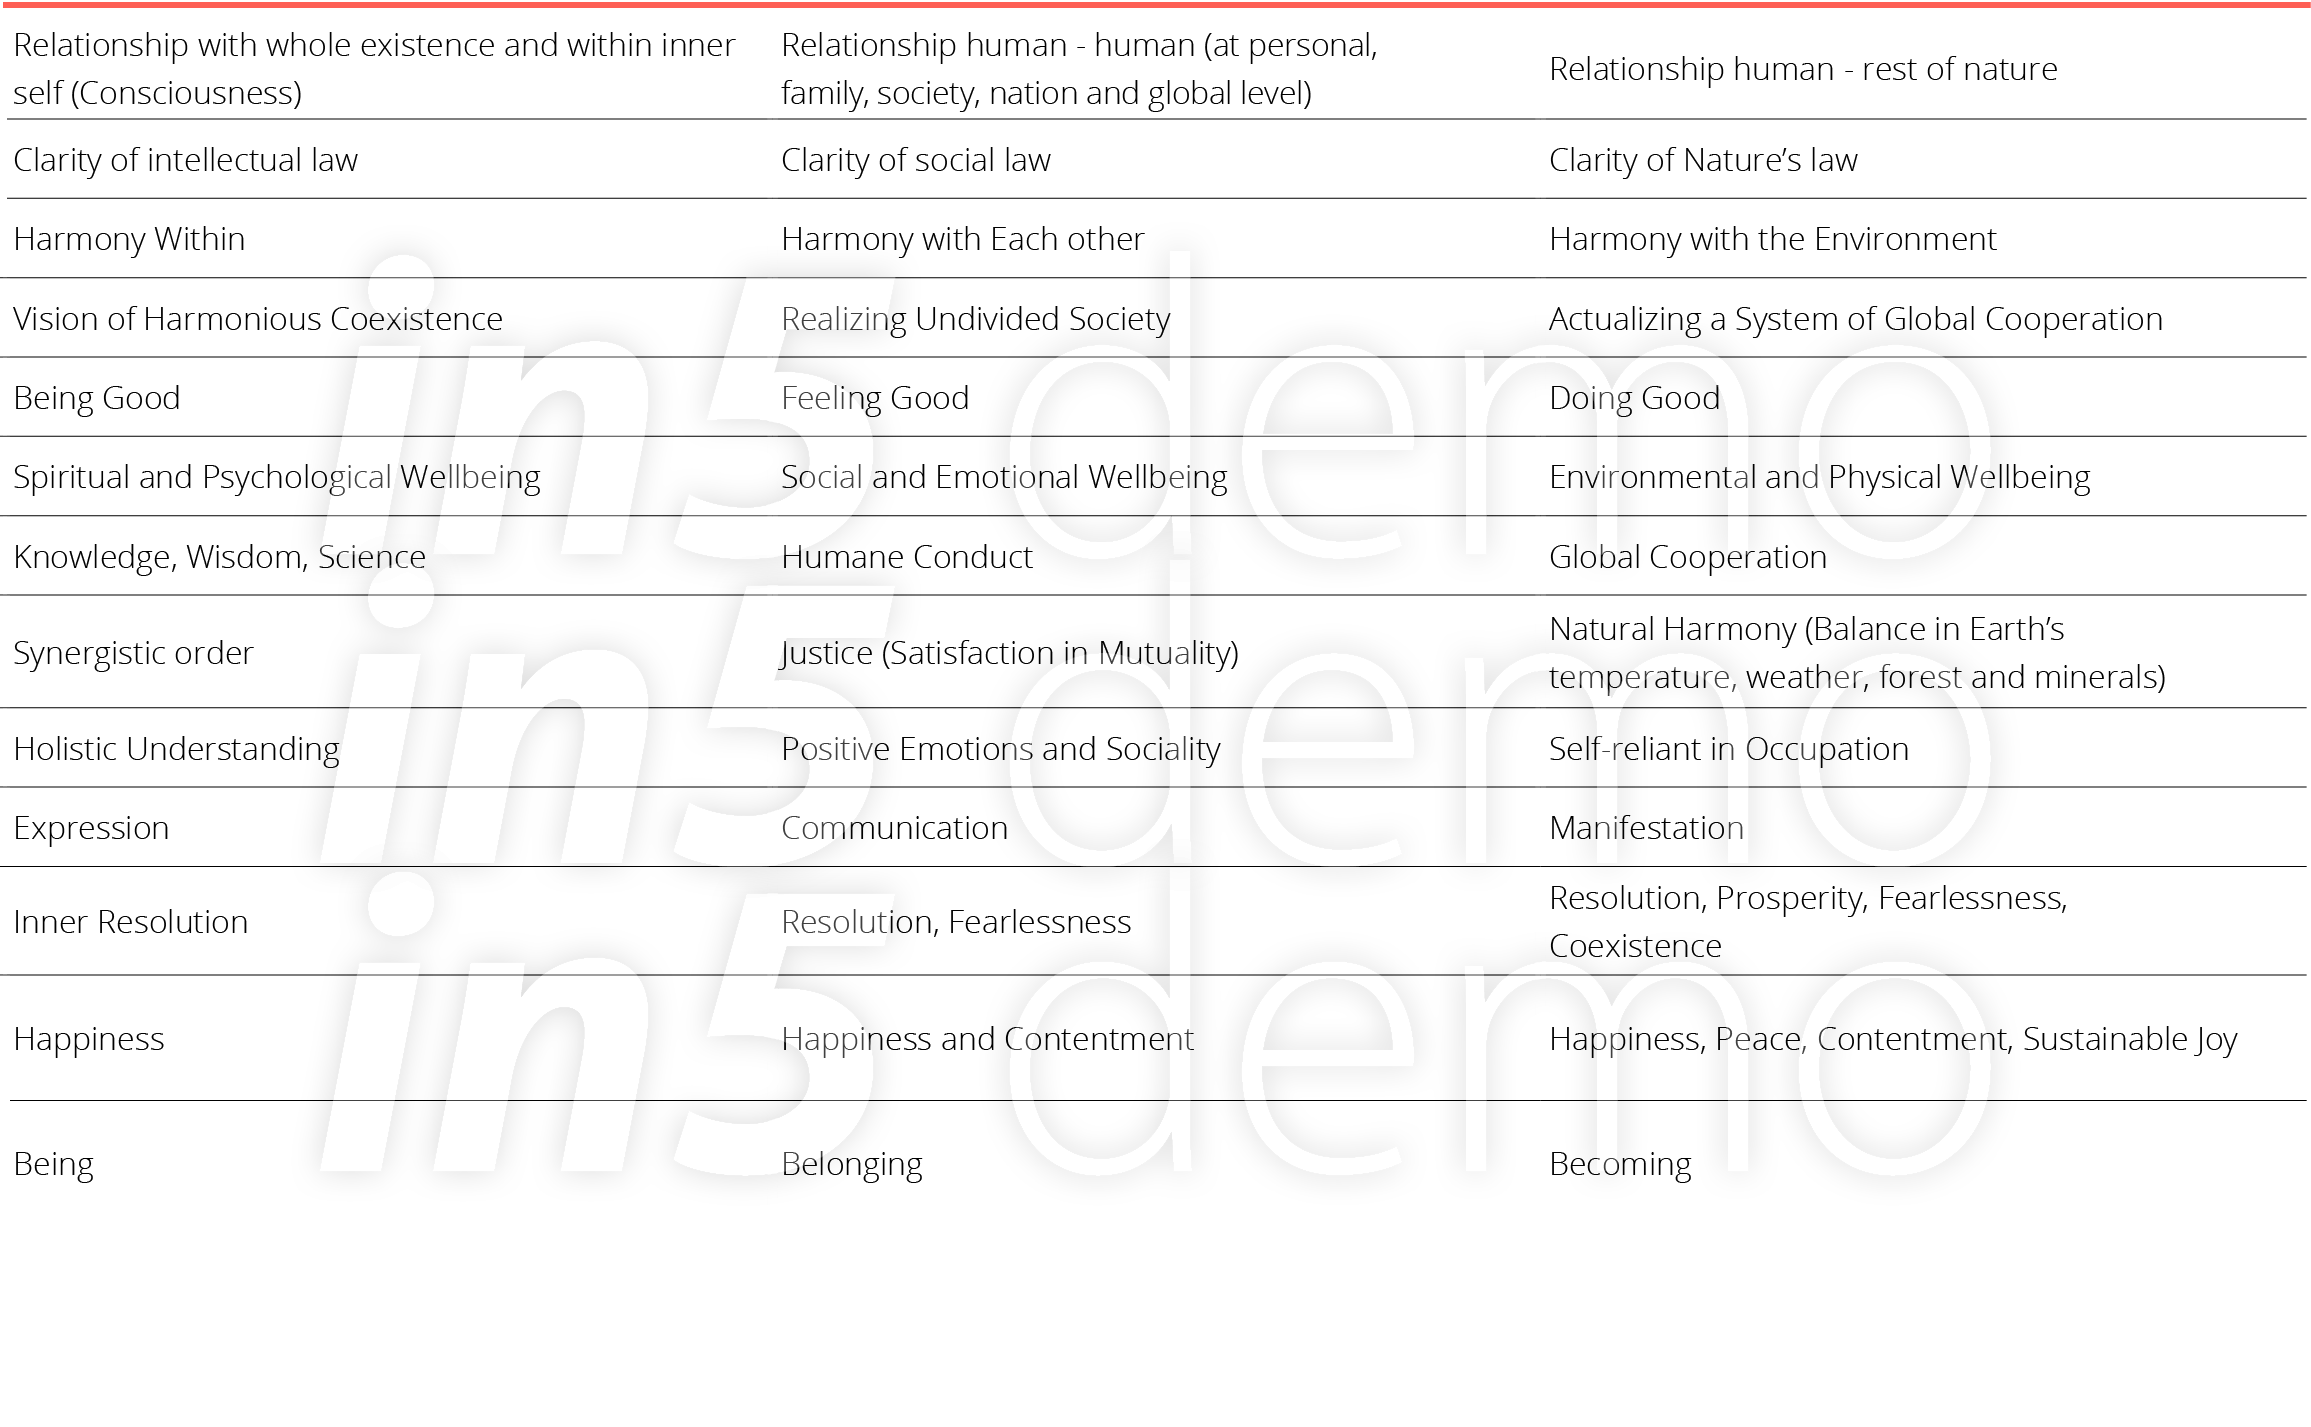 Relationship with whole existence and within inner
self (Consciousness)
Relationship human - human (at personal,
family, society, nation and global level)
Relationship human - rest of nature
Clarity of intellectual law
Clarity of social law
Clarity of Nature’s law
Harmony Within
Harmony with Each other
Harmony with the Environment
Vision of Harmonious Coexistence
Realizing Undivided Society
Actualizing a System of Global Cooperation
Being Good
Feeling Good
Doing Good
Spiritual and Psychological Wellbeing
Social and Emotional Wellbeing
Environmental and Physical Wellbeing
Knowledge, Wisdom, Science
Humane Conduct
Global Cooperation
Synergistic order
Justice (Satisfaction in Mutuality)
Natural Harmony (Balance in Earth’s
temperature, weather, forest and minerals)
Holistic Understanding
Positive Emotions and Sociality
Self-reliant in Occupation
Expression
Communication
Manifestation
Inner Resolution
Resolution, Fearlessness
Resolution, Prosperity, Fearlessness,
Coexistence
Happiness
Happiness and Contentment
Happiness, Peace, Contentment, Sustainable Joy
Being
Belonging
Becoming
in5 demo
in5 demo
in5 demo